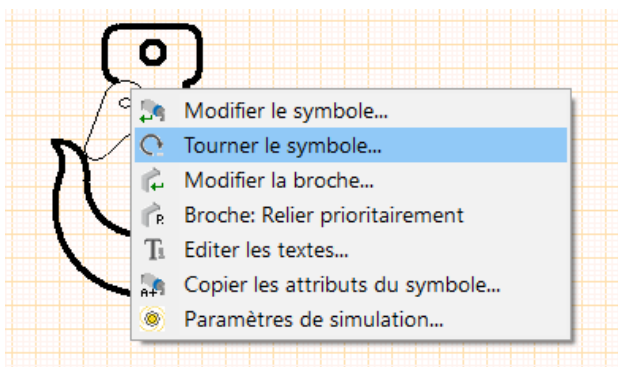 Modifier le symbole...
Tourner le symbole...
Modifier la broche...
Broche: Relier prioritairement
Editer les textes...
Copier les attributs du symbole...
Paramètres de simulation...